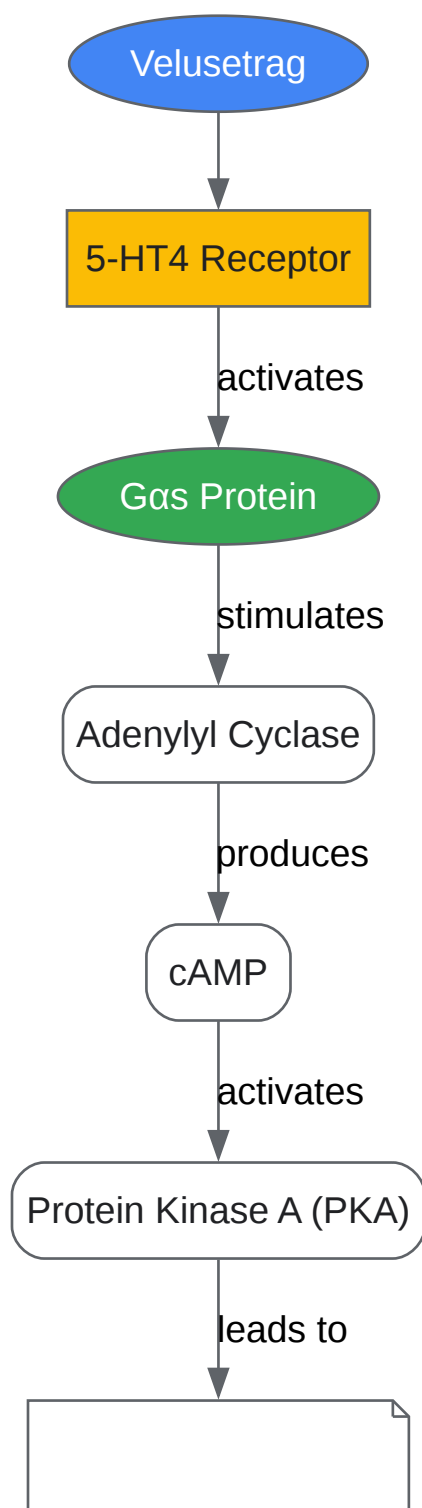 Velusetrag
5-HT4 Receptor
activates
Gαs Protein
stimulates
Adenylyl Cyclase
produces
cAMP
activates
Protein Kinase A (PKA)
leads to